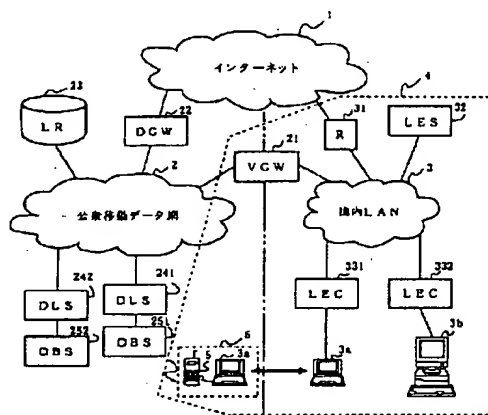 1
インターネット
23
LR
22
DGW
4
31
R
32
LES
21
VGW
2
公衆移動データ網
3
構内LAN
242
DLS
241
DLS
331
LEC
332
LEC
252
DBS
251
DBS
6
5
3a
3a
3b